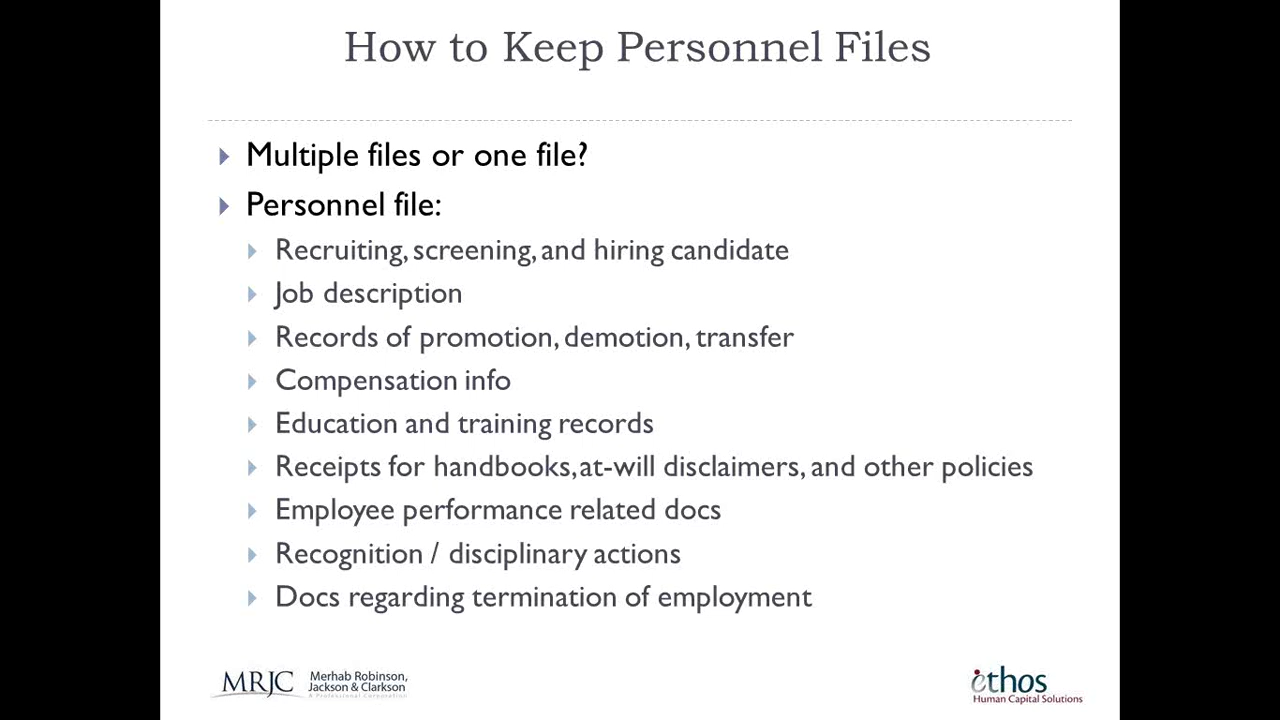 How to Keep Personnel Files
Multiple files or one file?
Personnel file:
Recruiting, screening, and hiring candidate
Job description
Records of promotion, demotion, transfer
Compensation info
Education and training records
Receipts for handbooks, at-will disclaimers, and other policies
Employee performance related docs
Recognition / disciplinary actions
Docs regarding termination of employment
MRJC Merhab Robinson,
Jackson & Clarkson
A Professional Corporation
ethos
Human Capital Solutions